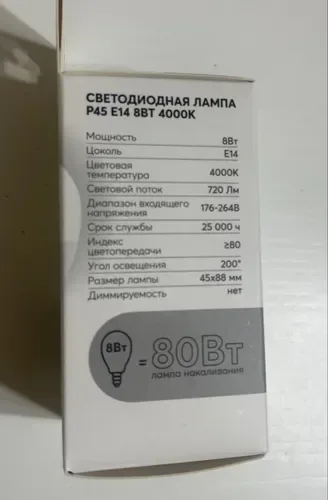 СВЕТОДИОДНАЯ ЛАМПА
P45 E14 8ВТ 4000К
Мощность 8Вт
Цоколь E14
Цветовая
температура 4000К
Световой поток 720 Лм
Диапазон входящего
напряжения 176-264В
Срок службы 25 000 ч
Индекс
цветопередачи ≥80
Угол освещения 200°
Размер лампы 45х88 мм
Диммируемость нет
8Вт = 80Вт
лампа накаливания